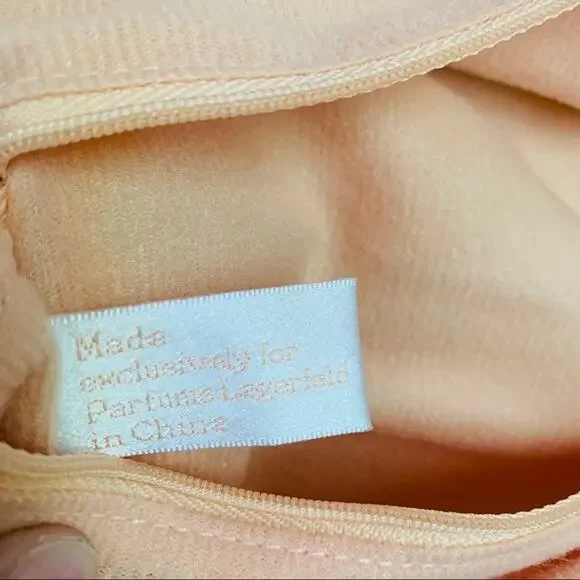 Made
exclusively for
Parfums Lagerfeld
in China